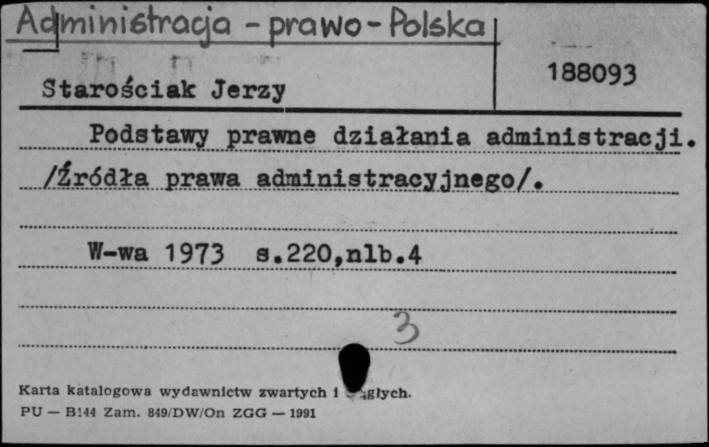 Administracja - prawo - Polska
188093
Starościak Jerzy
Podstawy prawne działania administracji.
/Źródła prawa administracyjnego/.
W-wa 1973 s.220,nlb.4
3
Karta katalogowa wydawnictw zwartych i
PU — B144 Zam. 849/DW/On ZGG — 1991